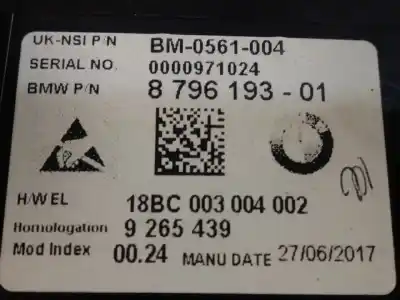 UK-NSI P/N BM-0561-004
SERIAL NO. 0000971024
BMW P/N 8 796 193 - 01
H/W EL 18BC 003 004 002
Homologation 9 265 439
Mod Index 00.24 MANU DATE 27/06/2017